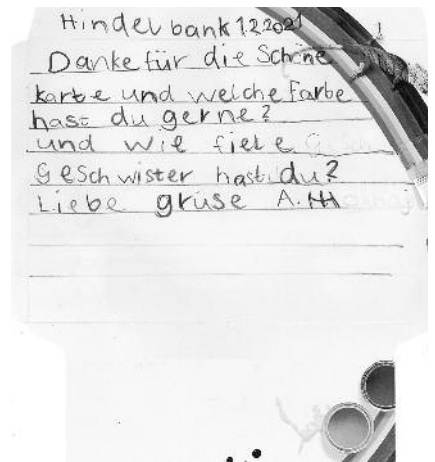 Hindelbank 1.2.2021
Danke für die Schöne
karte und welche Farbe
hast du gerne?
und wie fiele
Geschwister hast du?
Liebe grüse A.